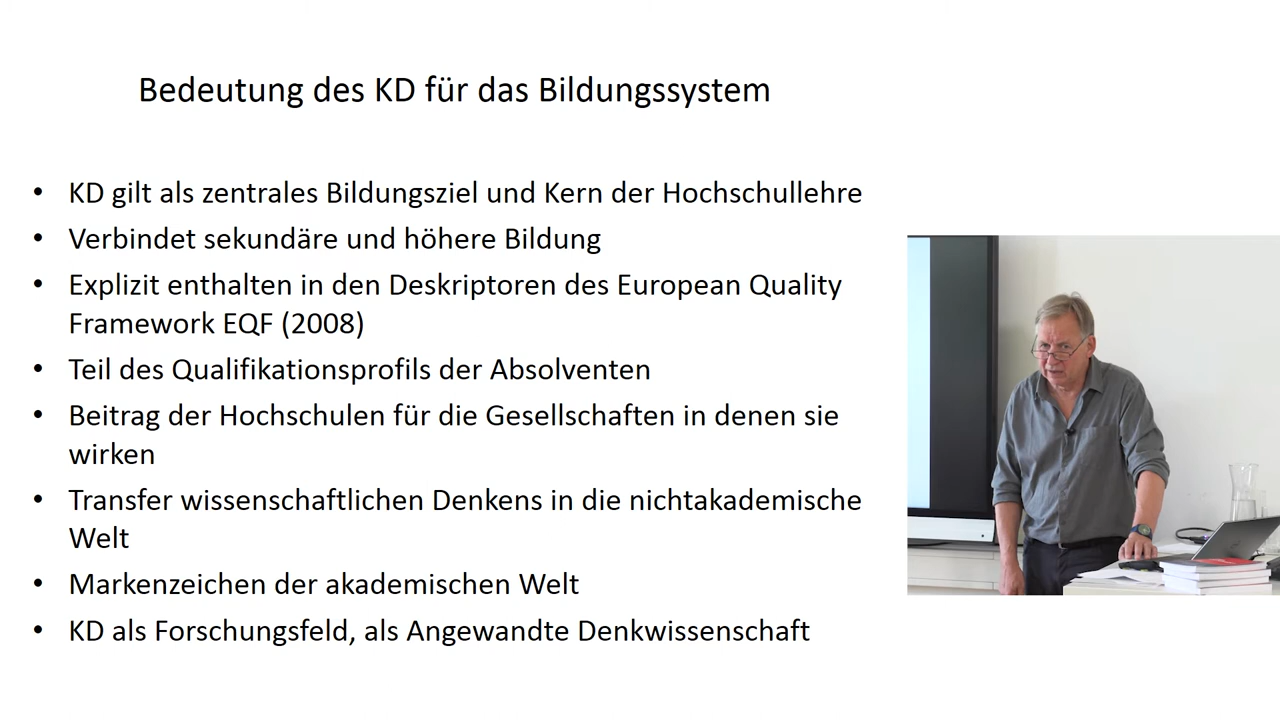 Bedeutung des KD für das Bildungssystem
• KD gilt als zentrales Bildungsziel und Kern der Hochschullehre
• Verbindet sekundäre und höhere Bildung
• Explizit enthalten in den Deskriptoren des European Quality
Framework EQF (2008)
• Teil des Qualifikationsprofils der Absolventen
• Beitrag der Hochschulen für die Gesellschaften in denen sie
wirken
• Transfer wissenschaftlichen Denkens in die nichtakademische
Welt
• Markenzeichen der akademischen Welt
• KD als Forschungsfeld, als Angewandte Denkwissenschaft